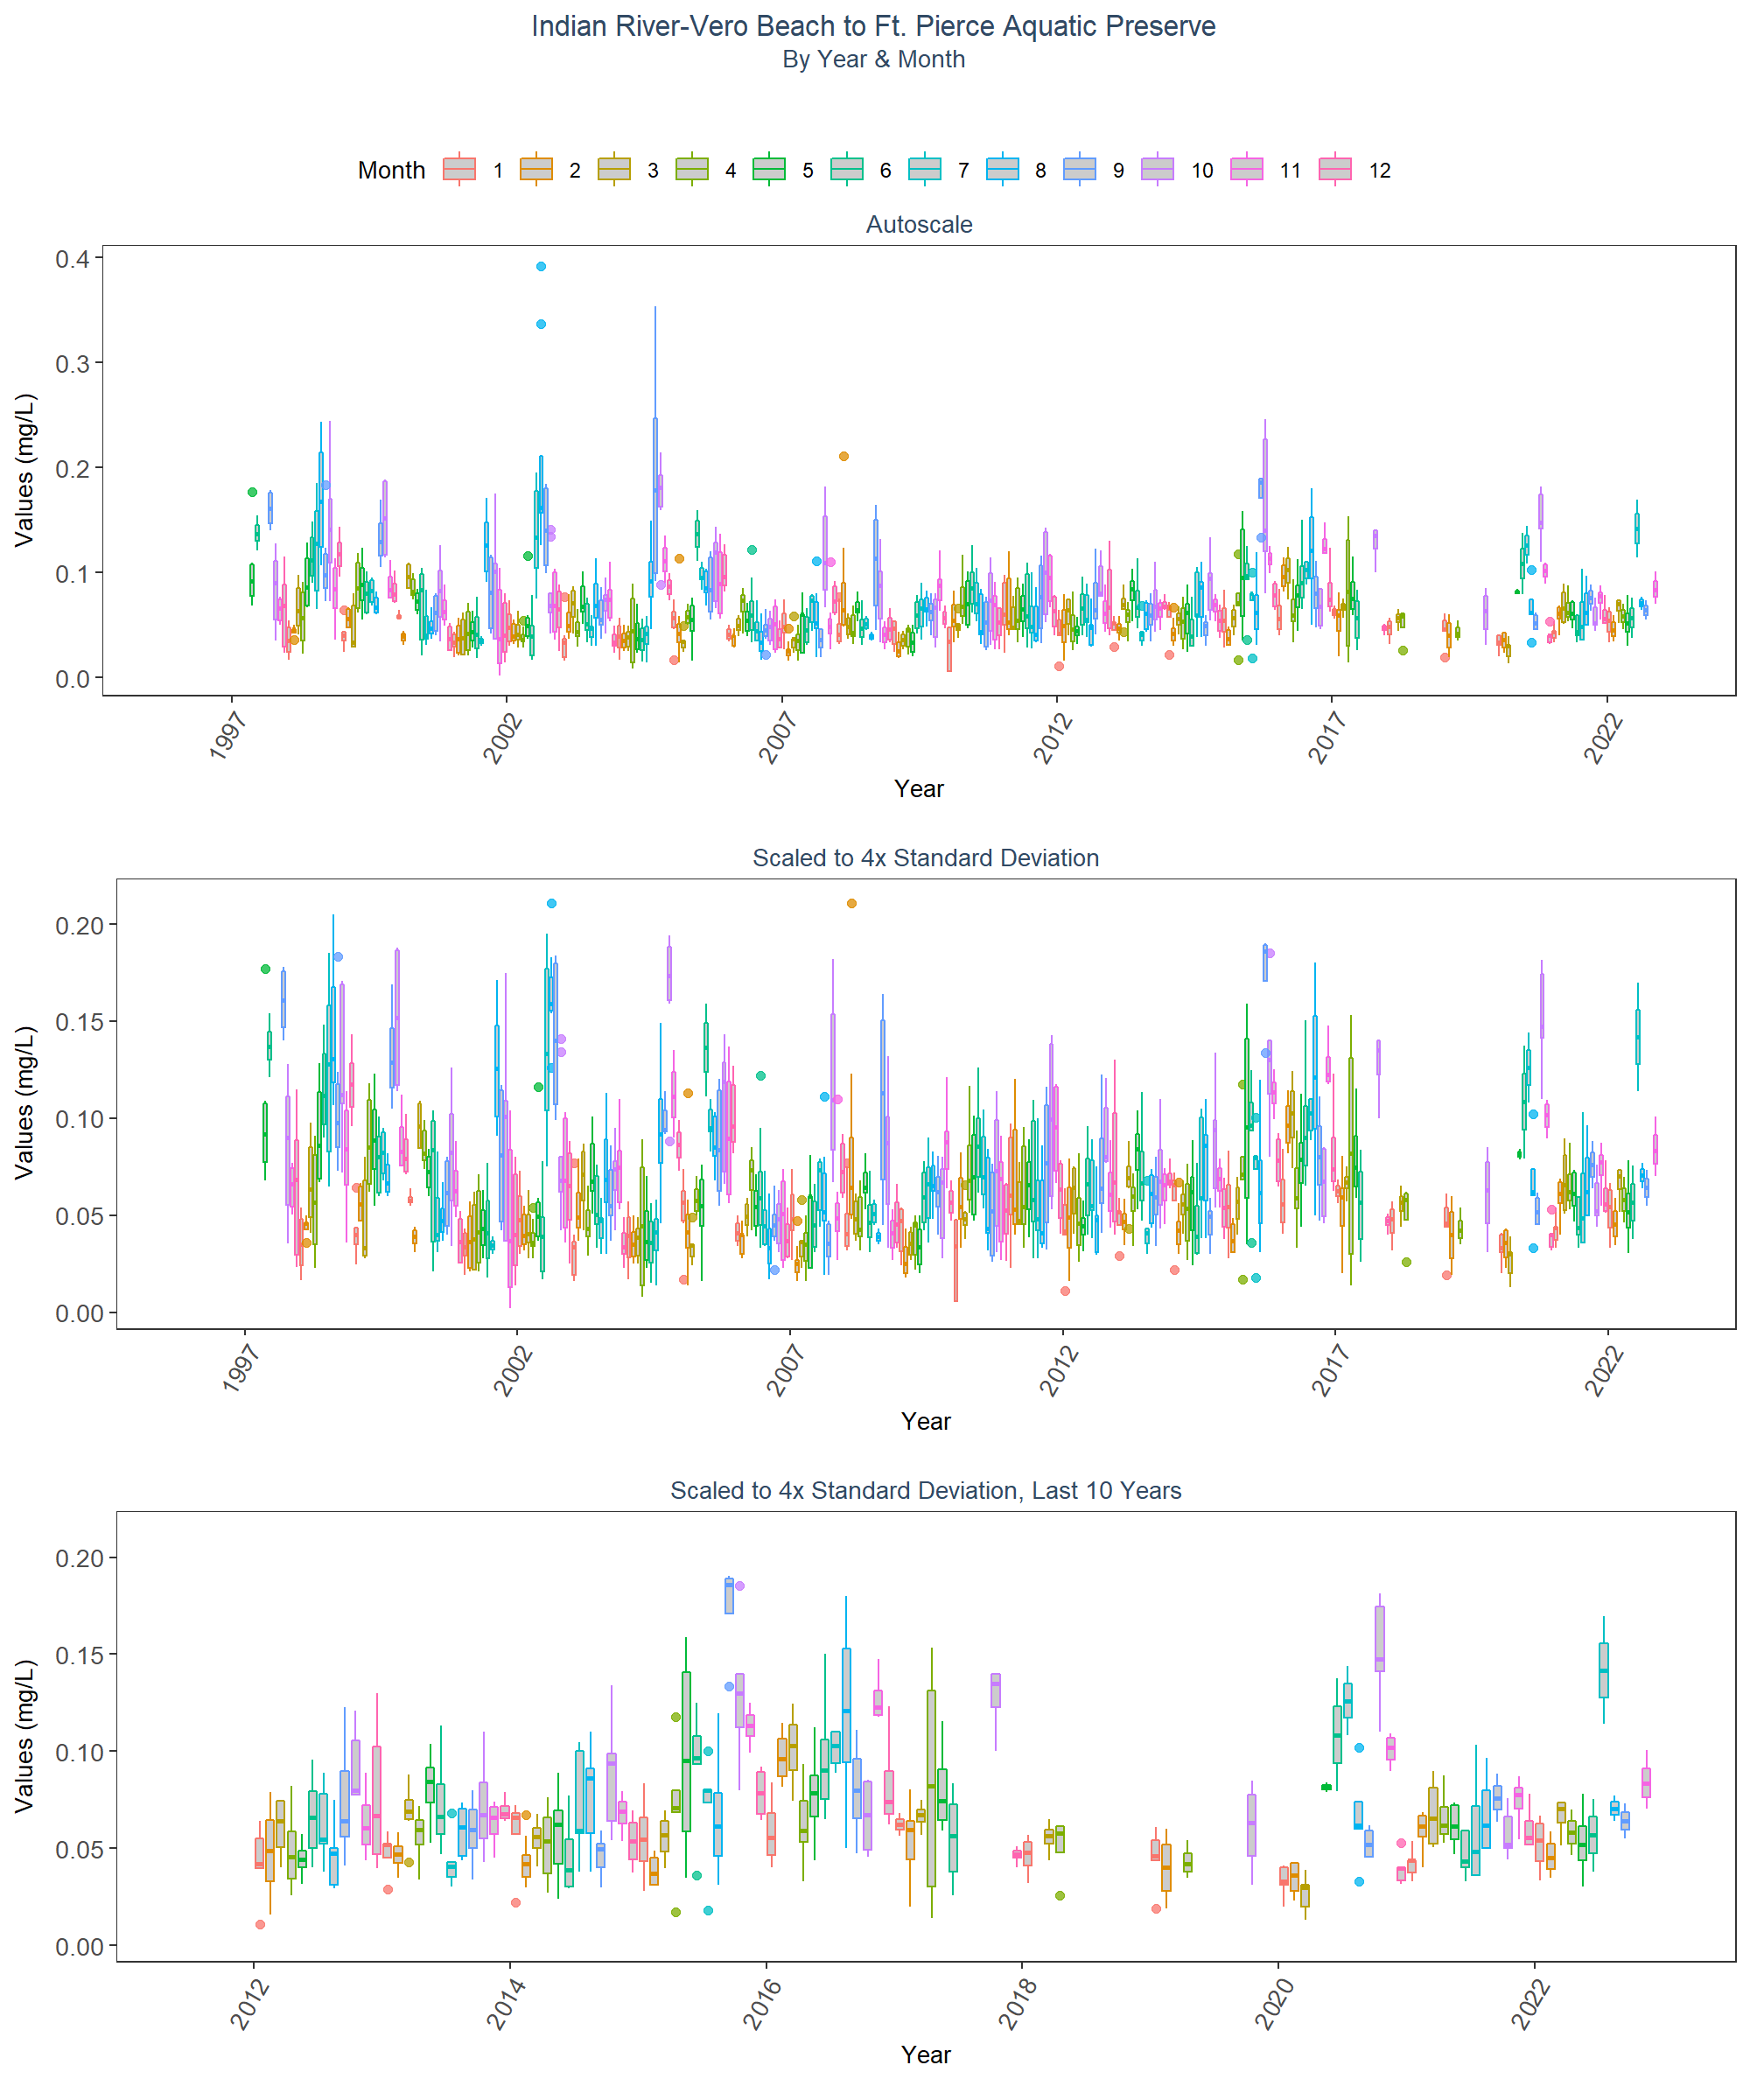 Indian River-Vero Beach to Ft. Pierce Aquatic Preserve
By Year & Month
Month 1 2 3 4 5 6 7 8 9 10 11 12
Autoscale
Values (mg/L)
0.4
0.3
0.2
0.1
0.0
1997 2002 2007 2012 2017 2022
Year
Scaled to 4x Standard Deviation
Values (mg/L)
0.20
0.15
0.10
0.05
0.00
1997 2002 2007 2012 2017 2022
Year
Scaled to 4x Standard Deviation, Last 10 Years
Values (mg/L)
0.20
0.15
0.10
0.05
0.00
2012 2014 2016 2018 2020 2022
Year